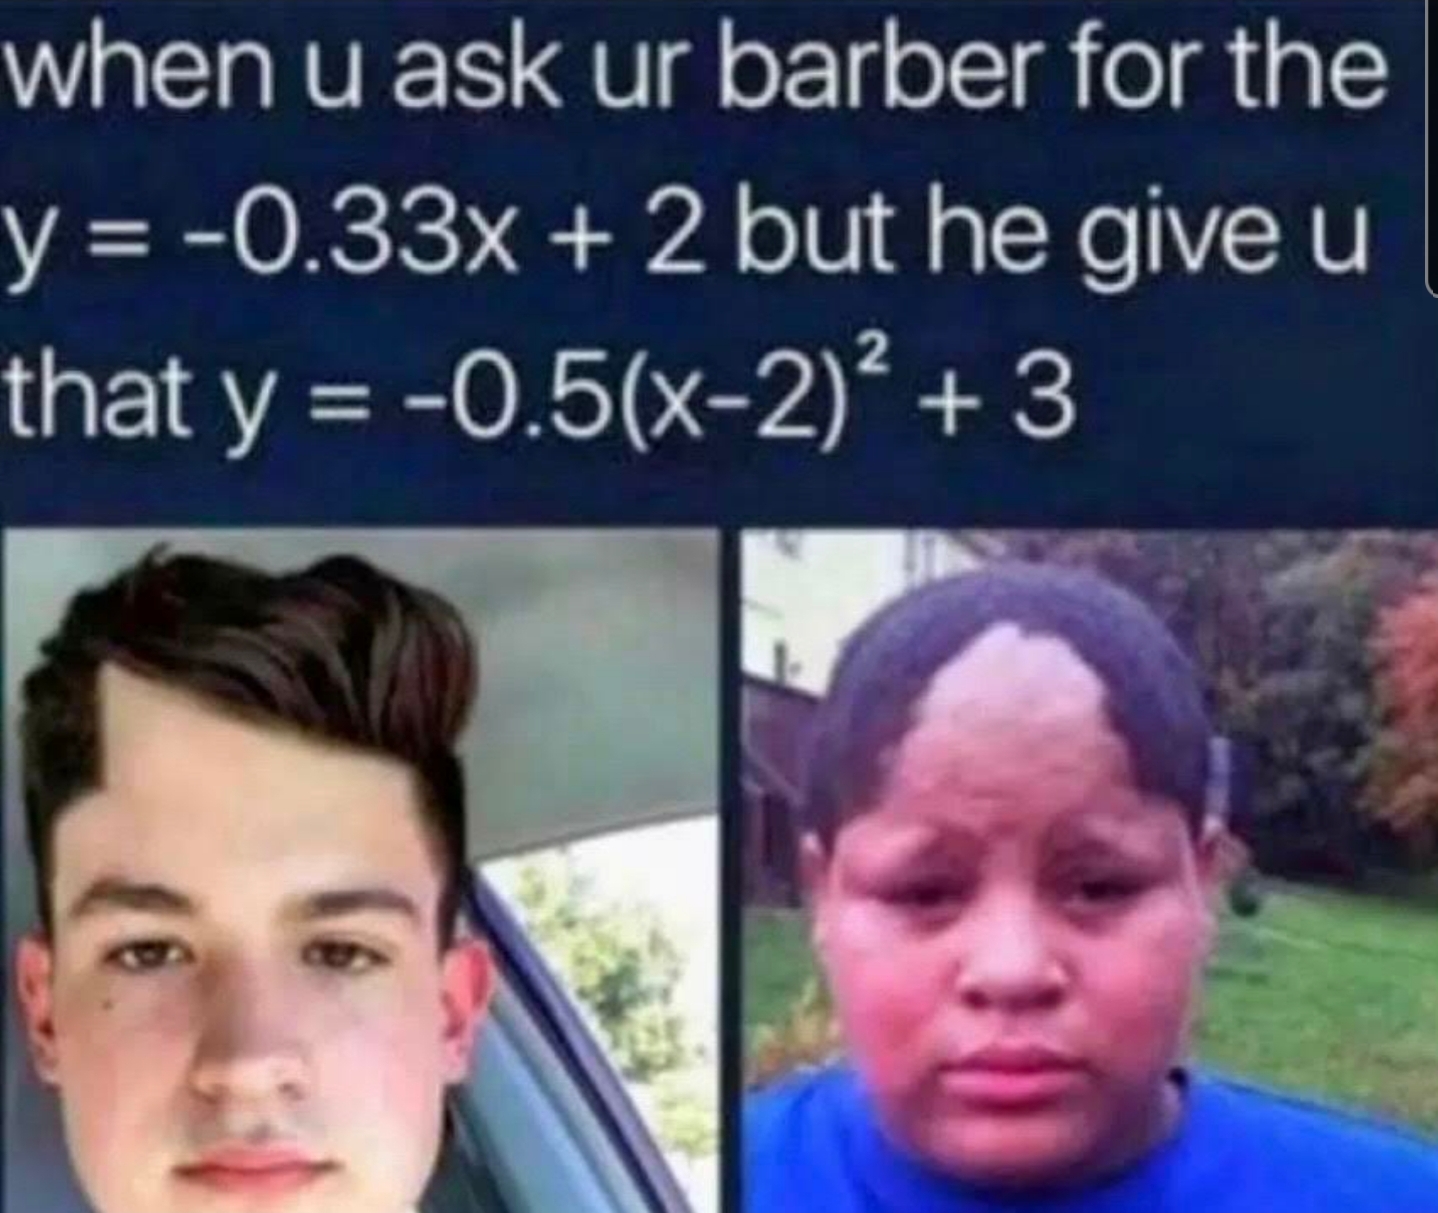 when u ask ur barber for the
y = -0.33x + 2 but he give u
that y = -0.5(x-2)² + 3